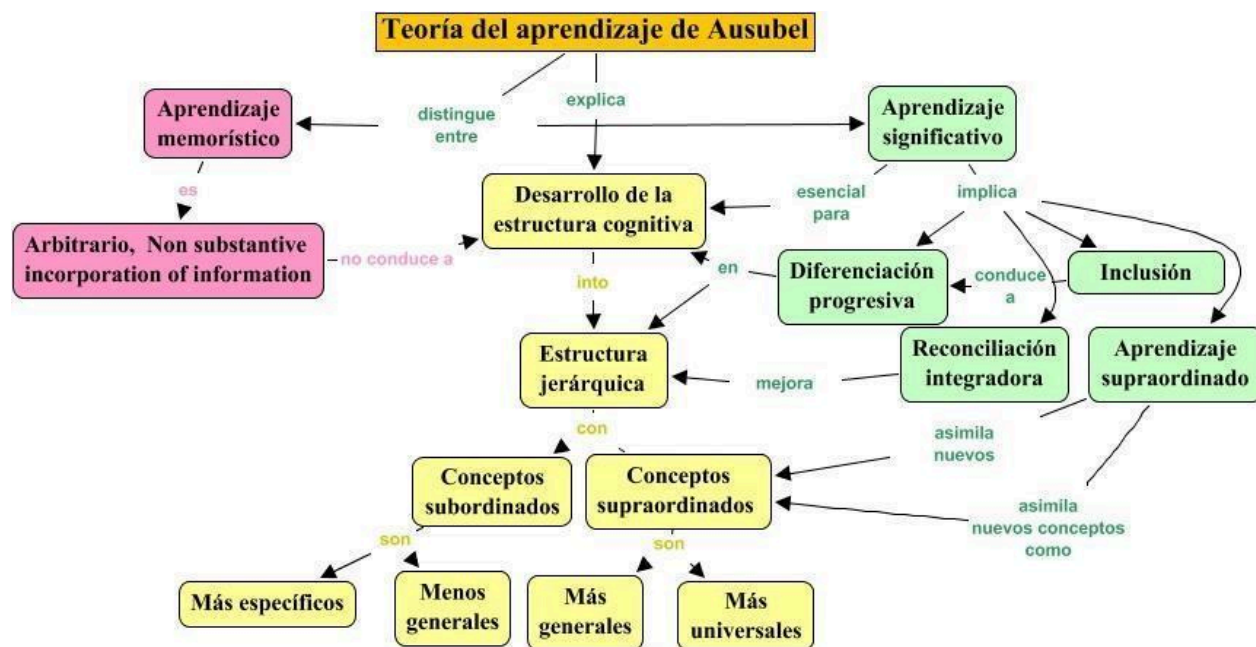 Teoría del aprendizaje de Ausubel
Aprendizaje
memorístico
distingue
entre
explica
Aprendizaje
significativo
es
Desarrollo de la
estructura cognitiva
esencial
para
implica
Arbitrario, Non substantive
incorporation of information
no conduce a
into
en
Diferenciación
progresiva
conduce
a
Inclusión
Estructura
jerárquica
mejora
Reconciliación
integradora
Aprendizaje
supraordinado
con
asimila
nuevos
Conceptos
subordinados
Conceptos
supraordinados
asimíla
nuevos conceptos
como
son
son
Más específicos
Menos
generales
Más
generales
Más
universales